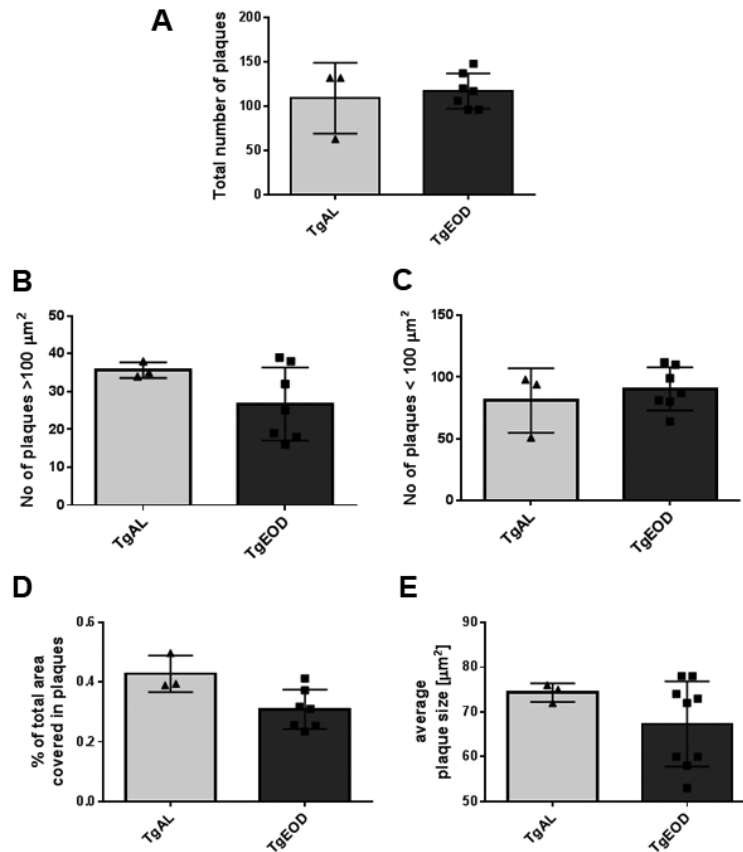 A
Total number of plaques
200
150
100
50
0
TgAL
TgEOD
B
No of plaques >100 µm²
50
40
30
20
10
0
TgAL
TgEOD
C
No of plaques < 100 µm²
150
100
50
0
TgAL
TgEOD
D
% of total area
covered in plaques
0.6
0.4
0.2
0.0
TgAL
TgEOD
E
average
plaque size [µm²]
90
80
70
60
50
TgAL
TgEOD